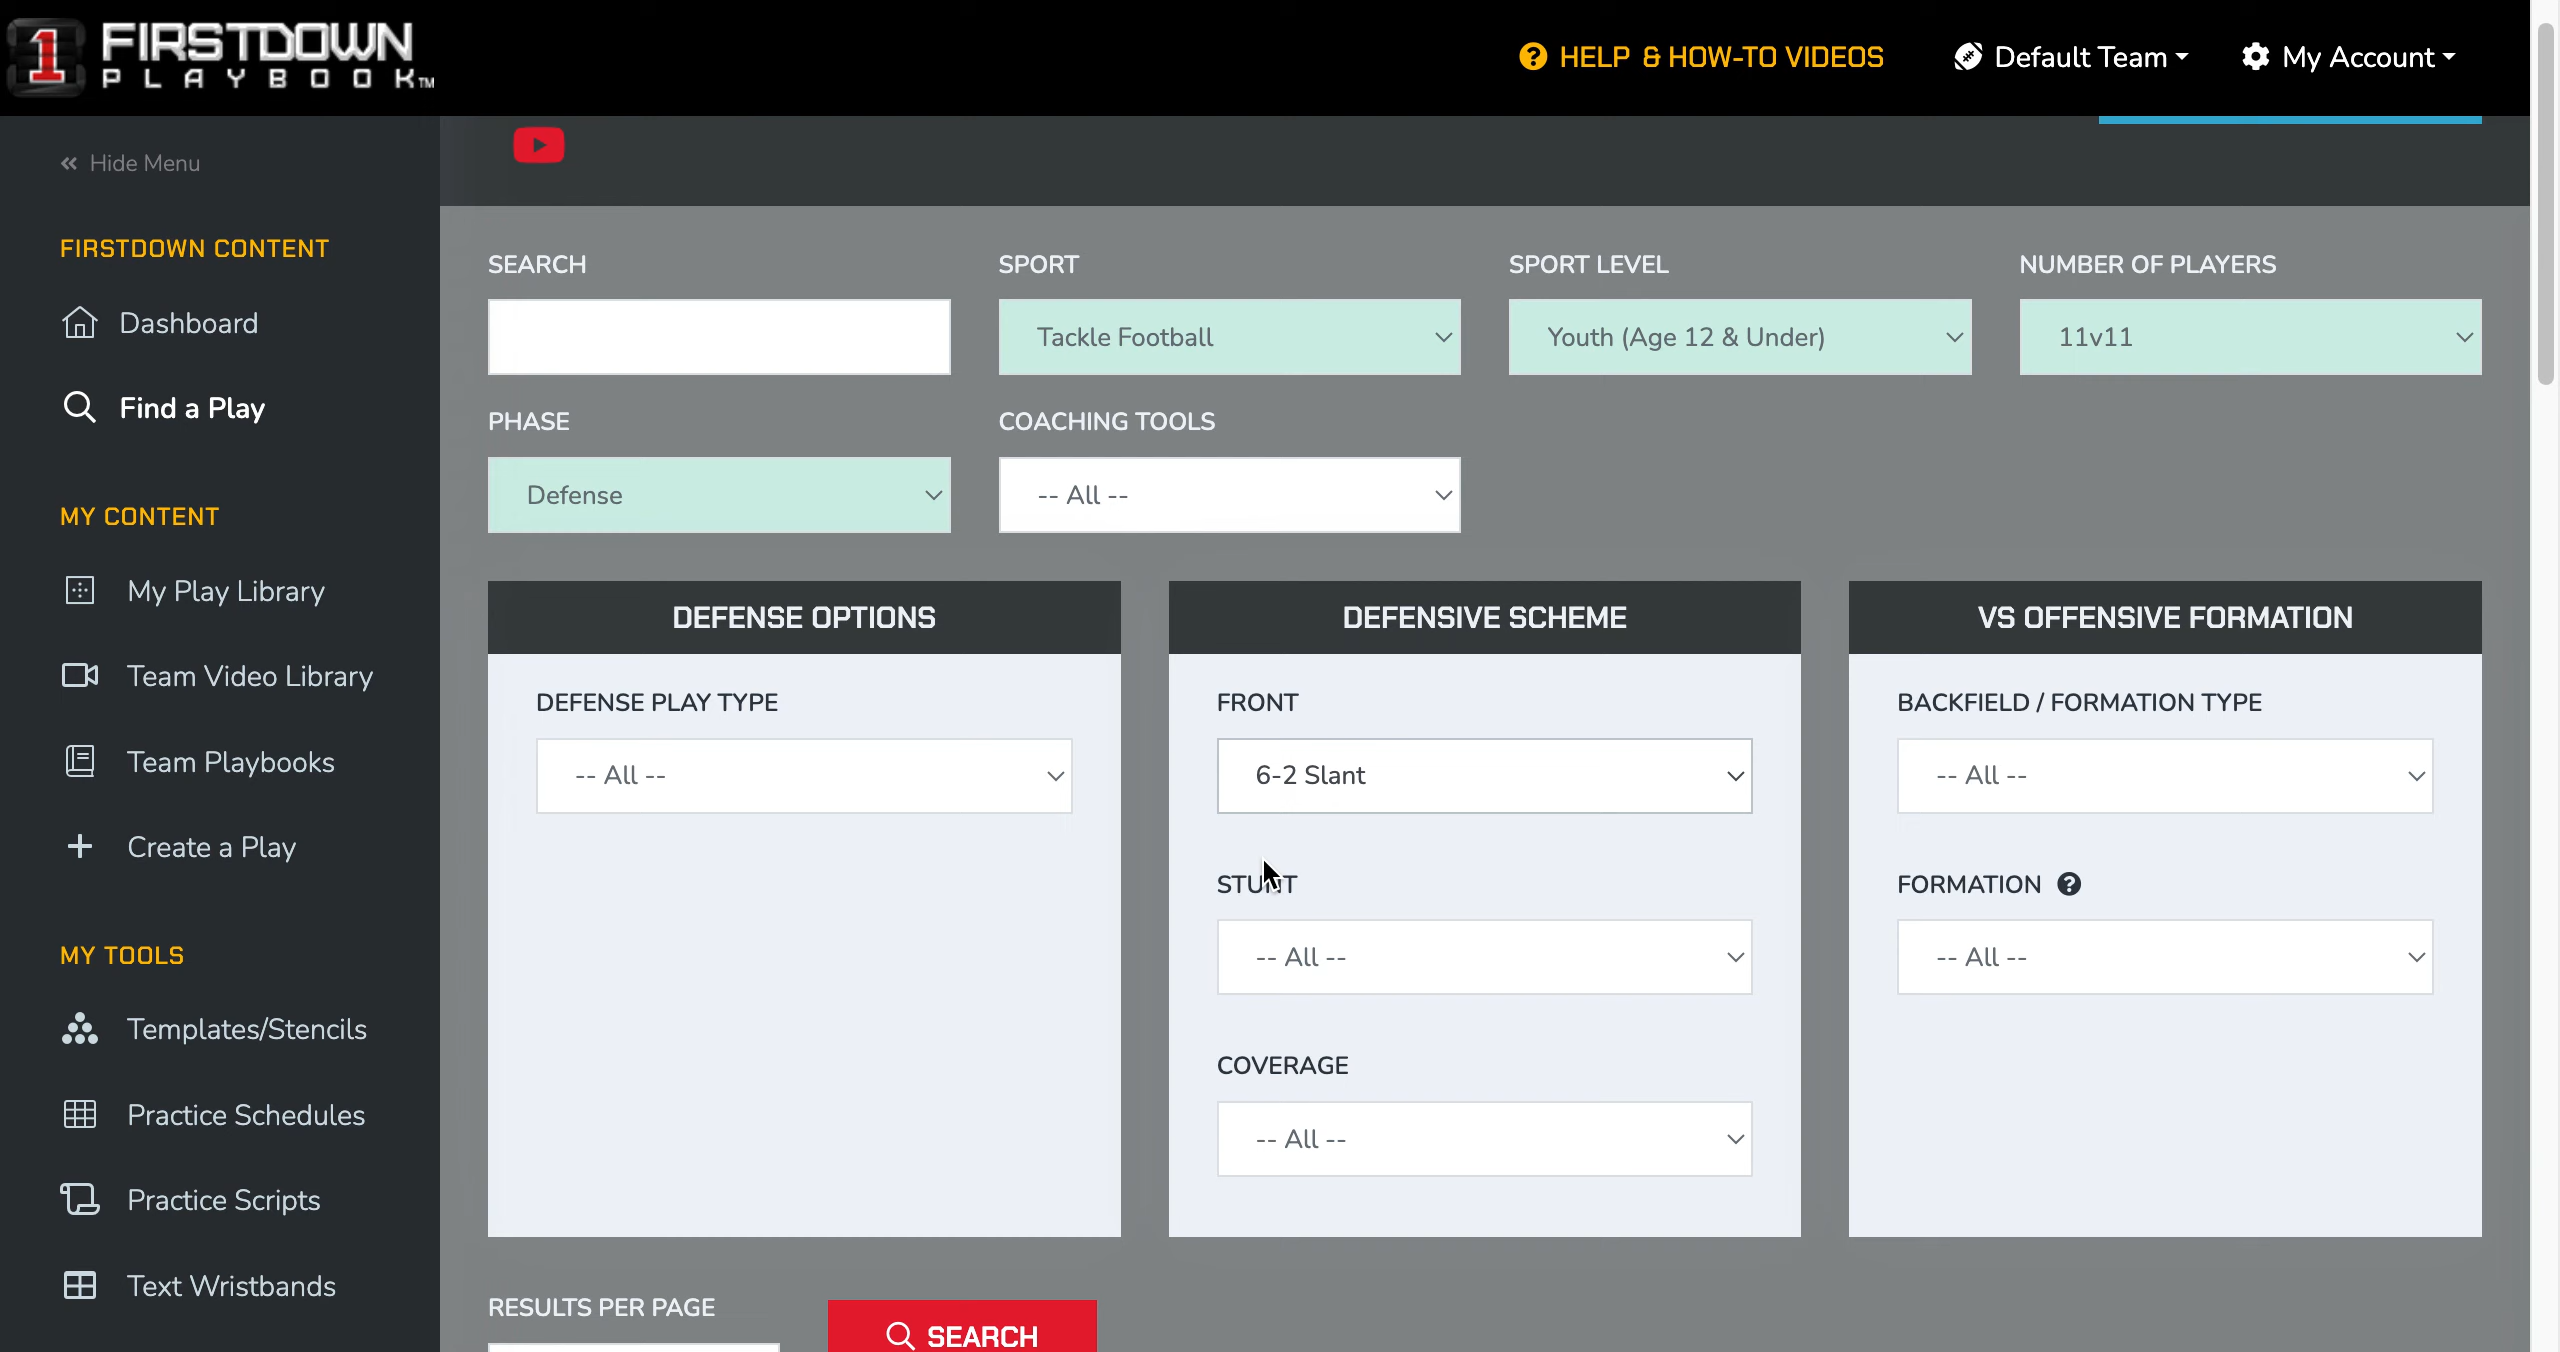 1 FIRSTDOWN
PLAYBOOK™
HELP & HOW-TO VIDEOS
Default Team
My Account
Hide Menu
FIRSTDOWN CONTENT
Dashboard
Find a Play
MY CONTENT
My Play Library
Team Video Library
Team Playbooks
Create a Play
MY TOOLS
Templates/Stencils
Practice Schedules
Practice Scripts
Text Wristbands
SEARCH
SPORT
Tackle Football
SPORT LEVEL
Youth (Age 12 & Under)
NUMBER OF PLAYERS
11v11
PHASE
Defense
COACHING TOOLS
-- All --
DEFENSE OPTIONS
DEFENSE PLAY TYPE
-- All --
DEFENSIVE SCHEME
FRONT
6-2 Slant
STUNT
-- All --
COVERAGE
-- All --
VS OFFENSIVE FORMATION
BACKFIELD / FORMATION TYPE
-- All --
FORMATION ?
-- All --
RESULTS PER PAGE
SEARCH